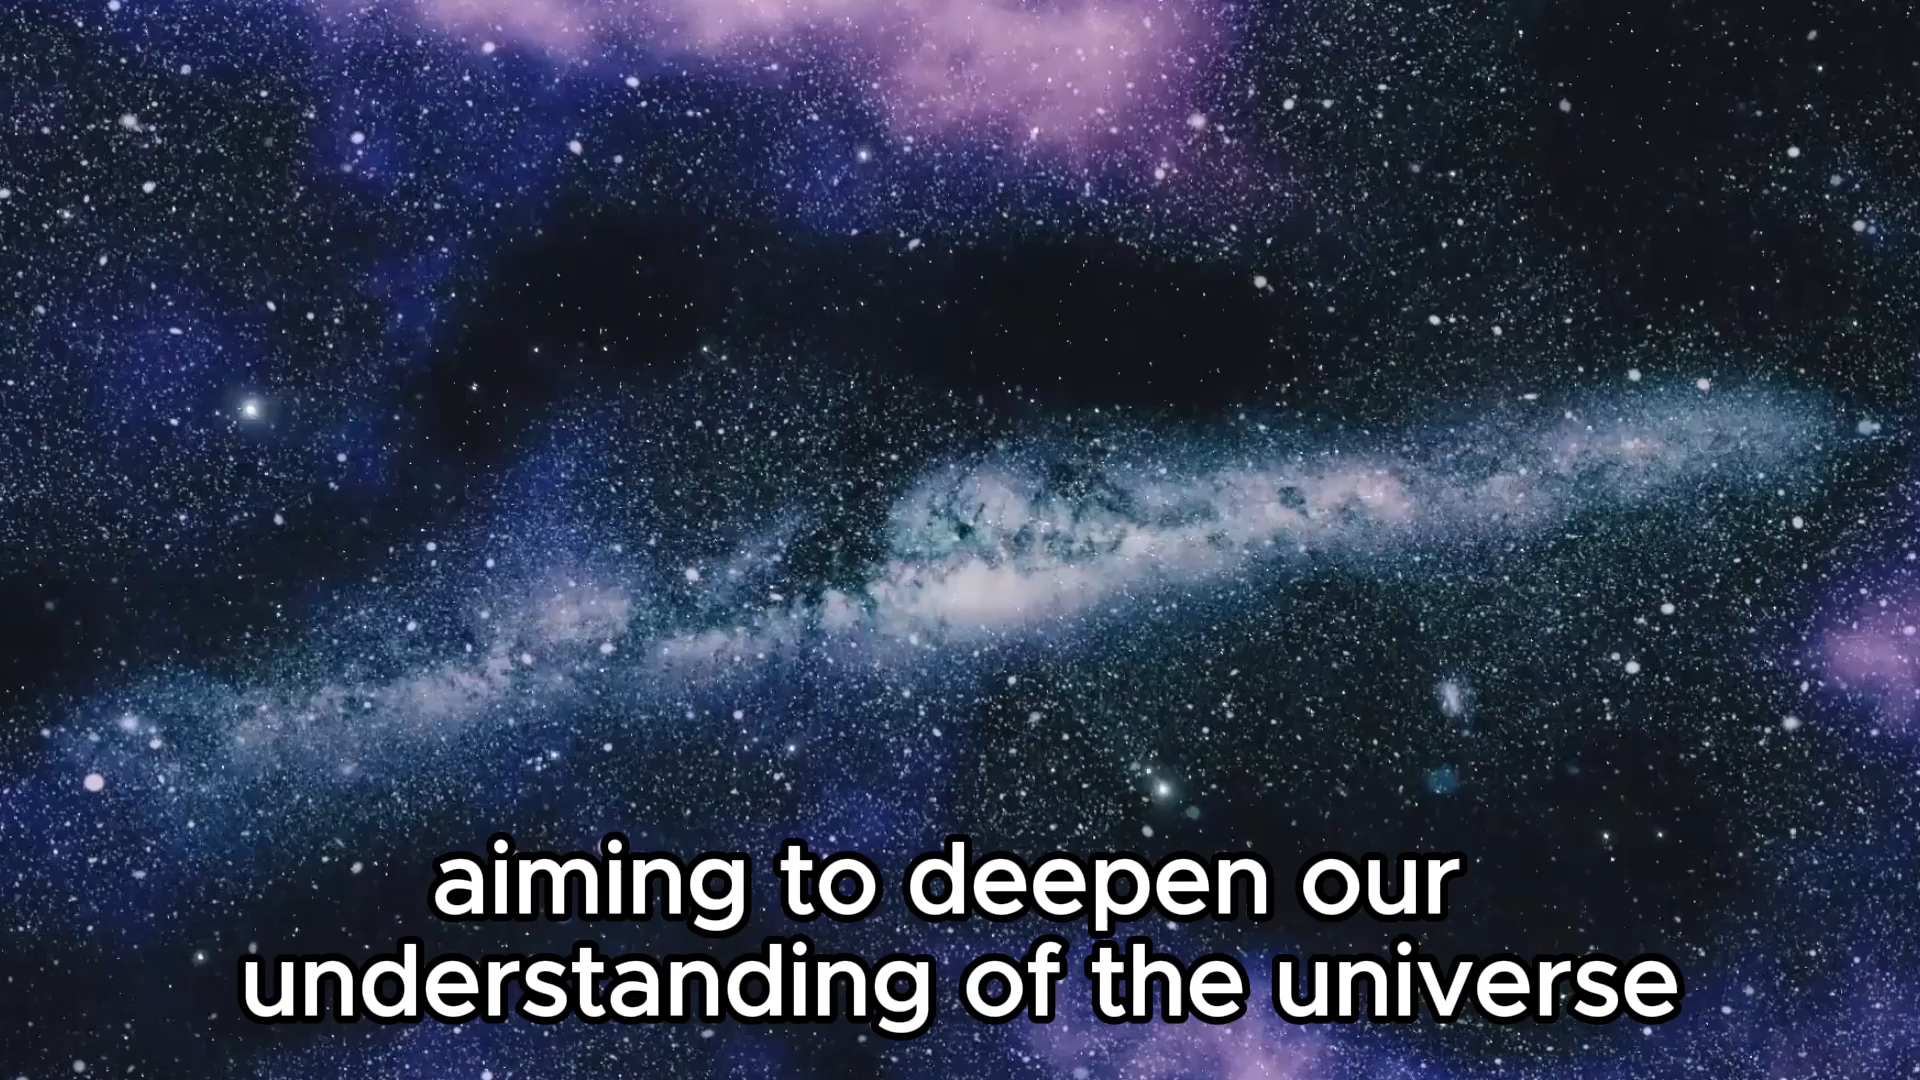 aiming to deepen our
understanding of the universe